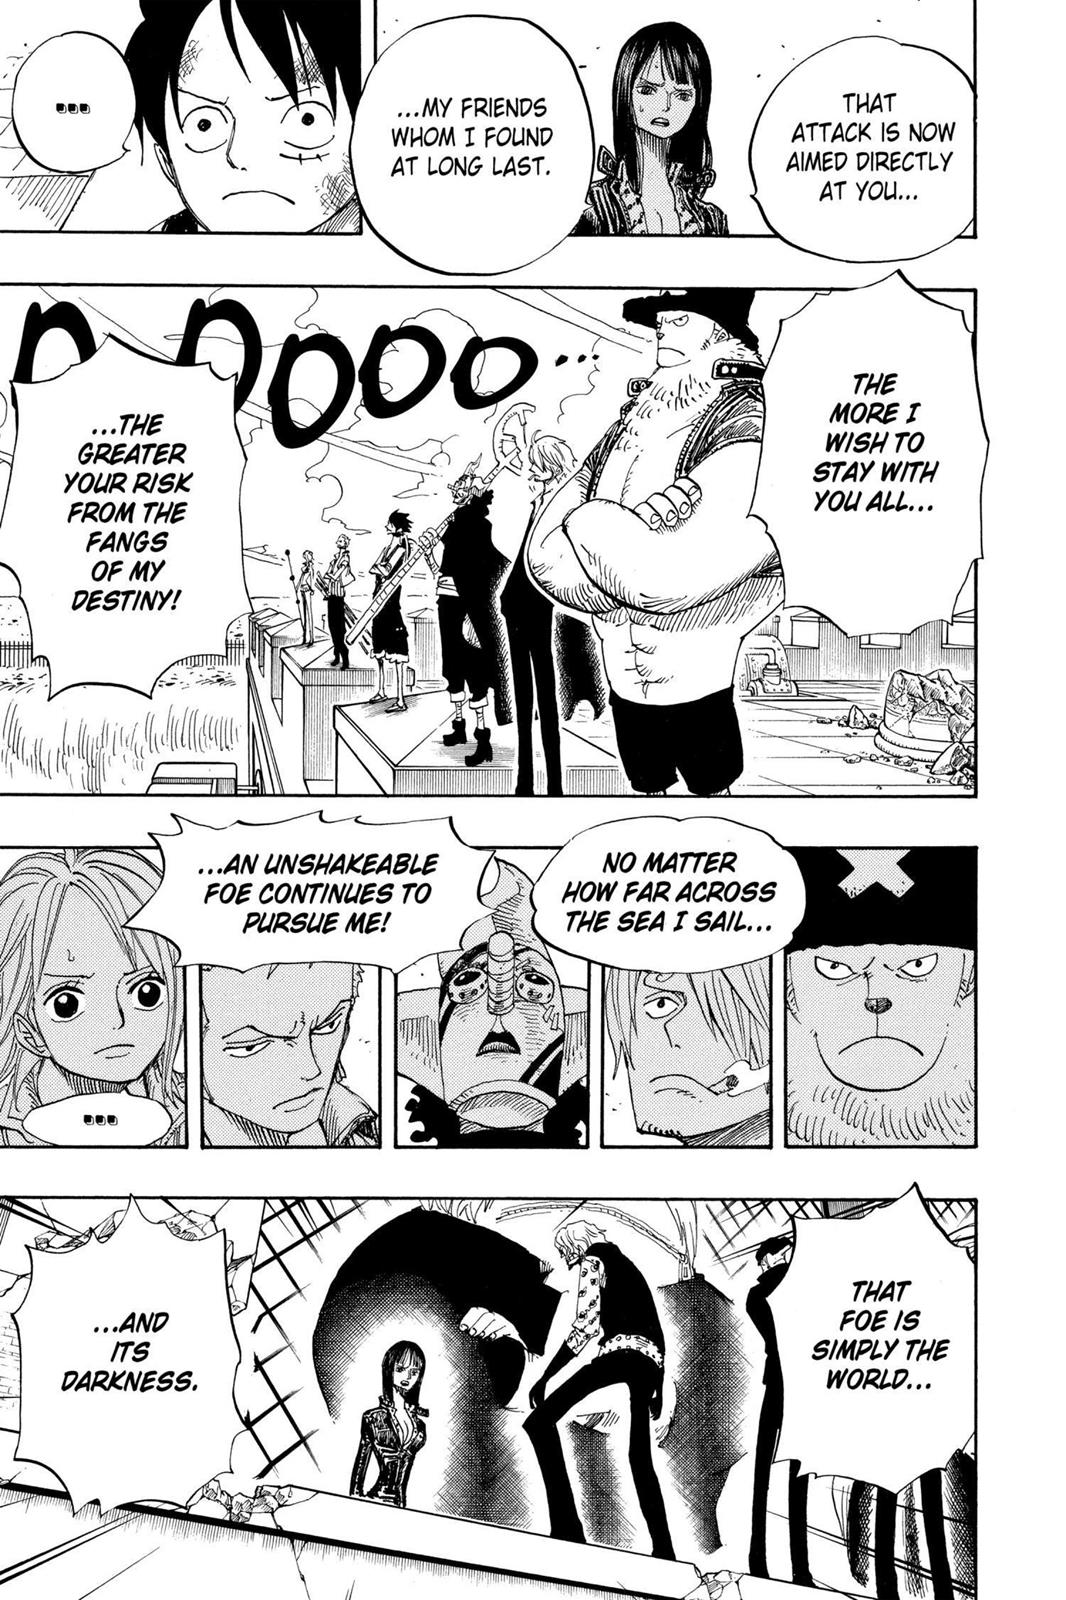 THAT
ATTACK IS NOW
AIMED DIRECTLY
AT YOU...
...MY FRIENDS
WHOM I FOUND
AT LONG LAST.
...
THE
MORE I
WISH TO
STAY WITH
YOU ALL...
OOOO...
...THE
GREATER
YOUR RISK
FROM THE
FANGS
OF MY
DESTINY!
NO MATTER
HOW FAR ACROSS
THE SEA I SAIL...
...AN UNSHAKEABLE
FOE CONTINUES TO
PURSUE ME!
...
THAT
FOE IS
SIMPLY THE
WORLD...
...AND
ITS
DARKNESS.